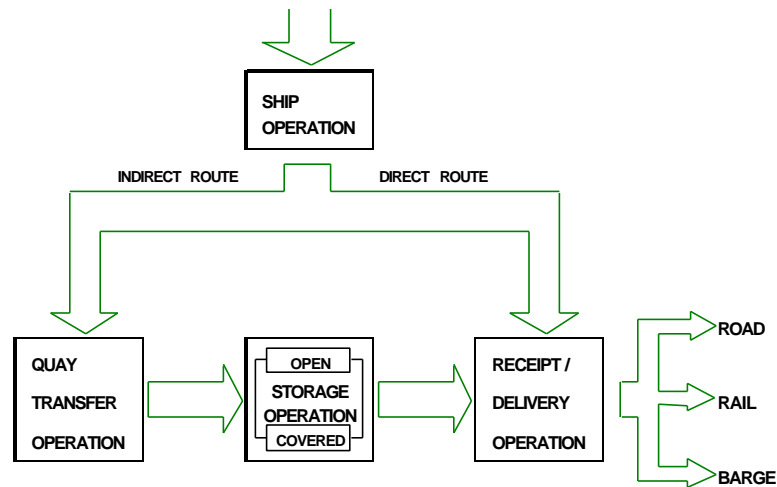 SHIP
OPERATION
INDIRECT ROUTE
DIRECT ROUTE
QUAY
TRANSFER
OPERATION
OPEN
STORAGE
OPERATION
COVERED
RECEIPT /
DELIVERY
OPERATION
ROAD
RAIL
BARGE